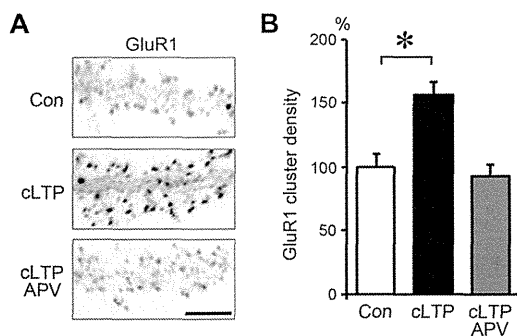 A
GluR1
Con
cLTP
cLTP
APV
B
%
200
150
100
50
0
GluR1 cluster density
*
Con
cLTP
cLTP
APV